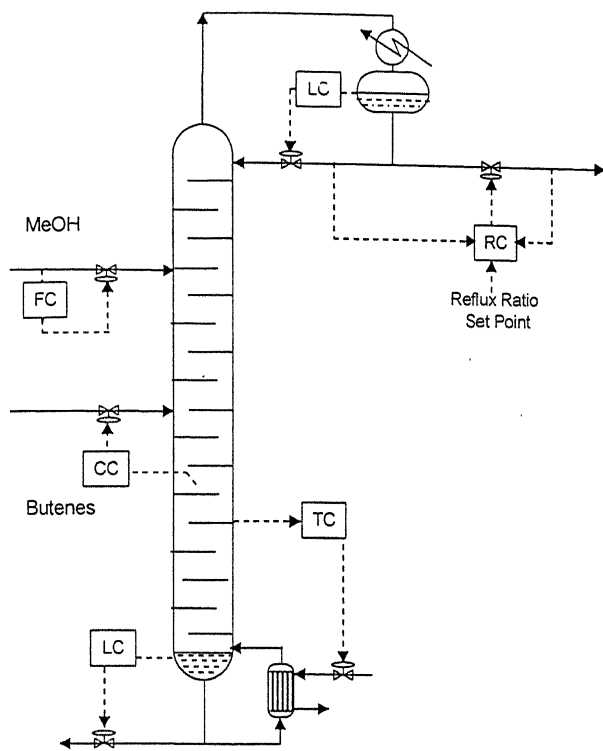 LC
MeOH
FC
RC
Reflux Ratio
Set Point
CC
Butenes
TC
LC